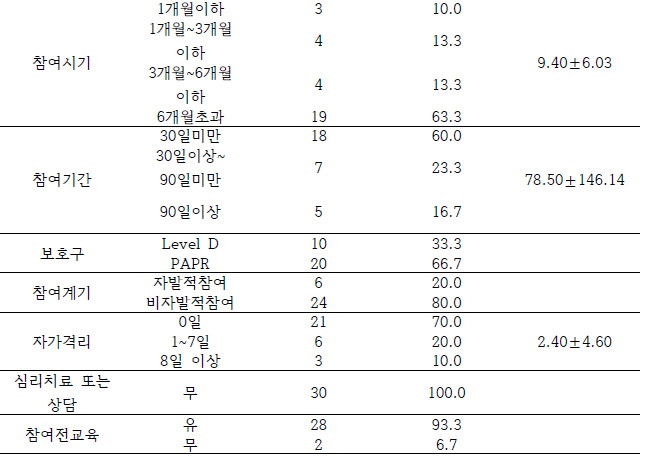 1개월이하 3 10.0
1개월~3개월
이하 4 13.3
참여시기 9.40±6.03
3개월~6개월
이하 4 13.3
6개월초과 19 63.3
30일미만 18 60.0
30일이상~
90일미만 7 23.3
참여기간 78.50±146.14
90일이상 5 16.7
보호구 Level D 10 33.3
PAPR 20 66.7
참여계기 자발적참여 6 20.0
비자발적참여 24 80.0
0일 21 70.0
자가격리 1~7일 6 20.0 2.40±4.60
8일 이상 3 10.0
심리치료 또는
상담 무 30 100.0
참여전교육 유 28 93.3
무 2 6.7